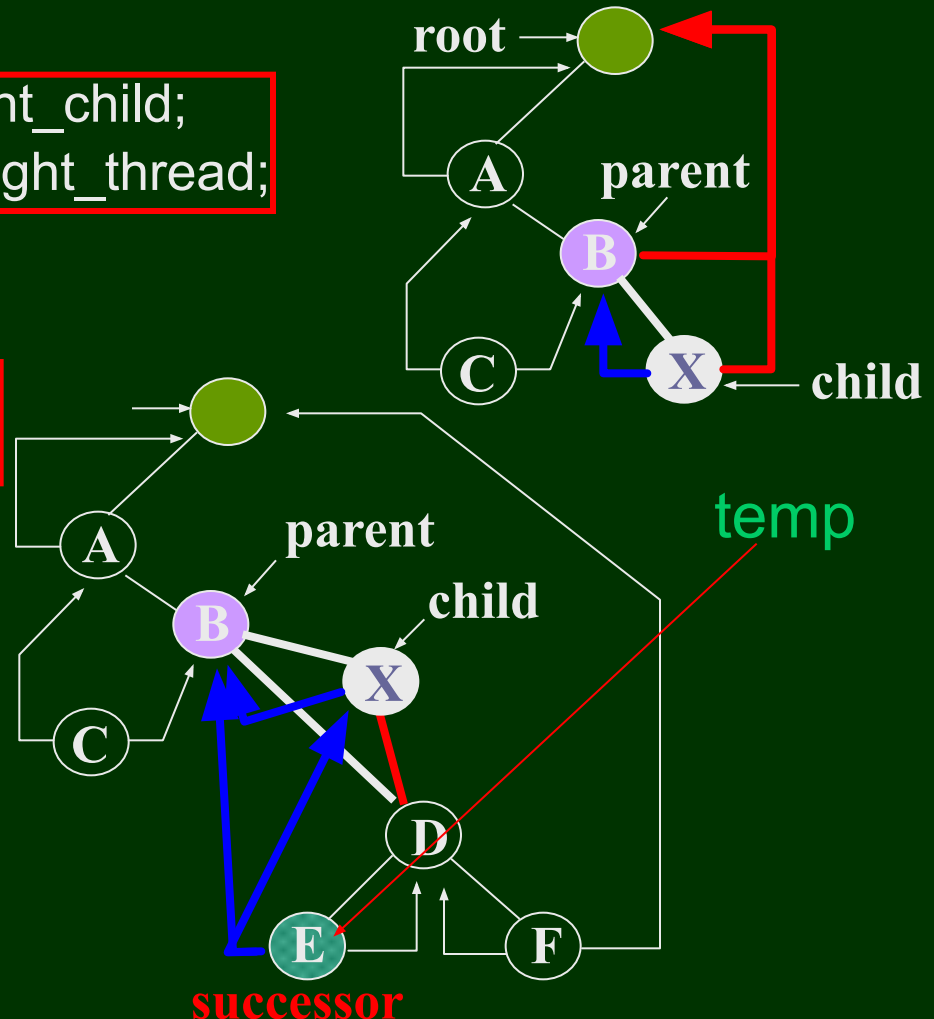 root
nt_child;
ght_thread;
A
parent
B
C
X
child
temp
A
parent
child
B
X
C
D
E
F
successor